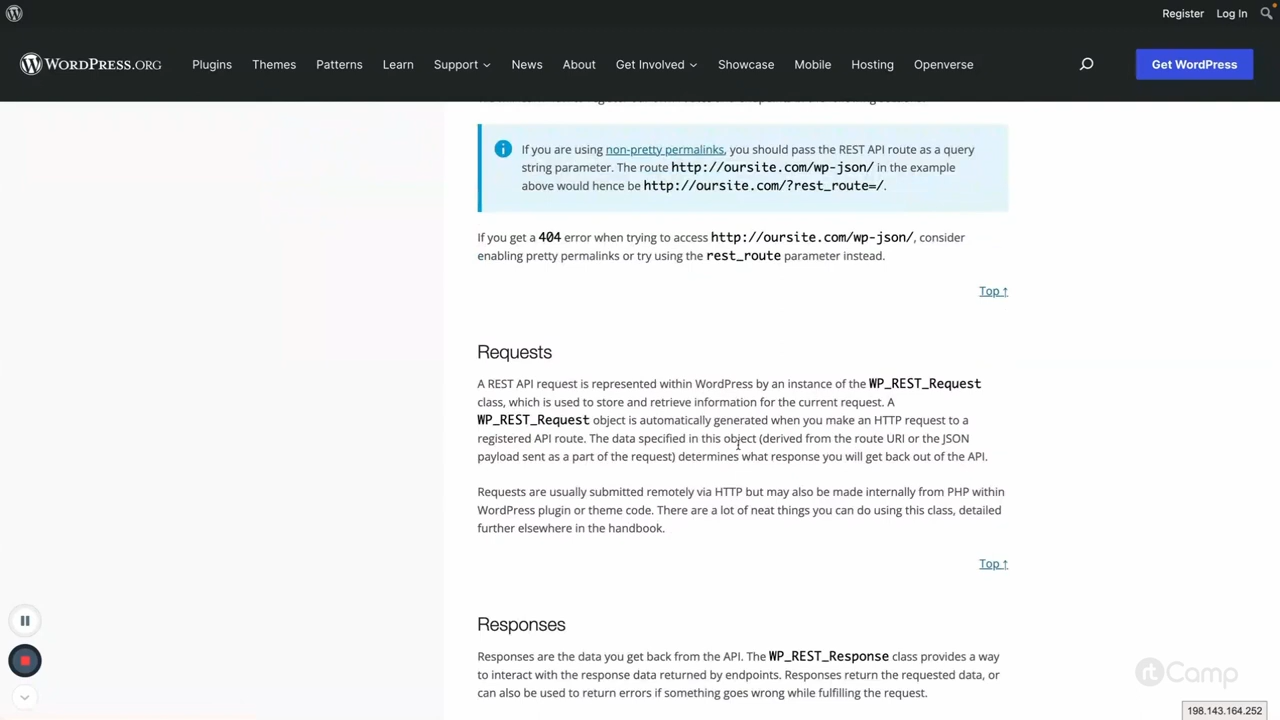 Register Log In
WORDPRESS.ORG Plugins Themes Patterns Learn Support News About Get Involved Showcase Mobile Hosting Openverse Get WordPress
If you are using non-pretty permalinks, you should pass the REST API route as a query
string parameter. The route http://oursite.com/wp-json/ in the example
above would hence be http://oursite.com/?rest_route=/.
If you get a 404 error when trying to access http://oursite.com/wp-json/, consider
enabling pretty permalinks or try using the rest_route parameter instead.
Top ↑
Requests
A REST API request is represented within WordPress by an instance of the WP_REST_Request
class, which is used to store and retrieve information for the current request. A
WP_REST_Request object is automatically generated when you make an HTTP request to a
registered API route. The data specified in this object (derived from the route URI or the JSON
payload sent as a part of the request) determines what response you will get back out of the API.
Requests are usually submitted remotely via HTTP but may also be made internally from PHP within
WordPress plugin or theme code. There are a lot of neat things you can do using this class, detailed
further elsewhere in the handbook.
Top ↑
Responses
Responses are the data you get back from the API. The WP_REST_Response class provides a way
to interact with the response data returned by endpoints. Responses return the requested data, or
can also be used to return errors if something goes wrong while fulfilling the request.
rtCamp
198.143.164.252